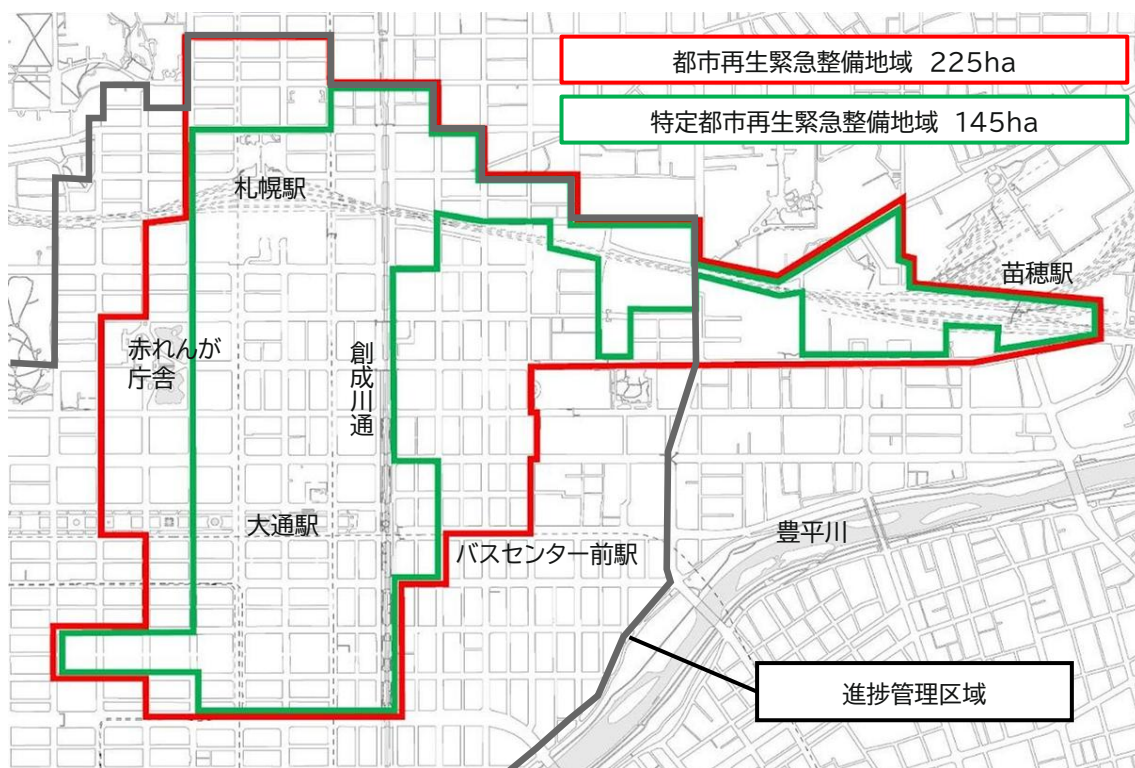 都市再生緊急整備地域 225ha
特定都市再生緊急整備地域 145ha
札幌駅
苗穂駅
赤れんが
庁舎
創成川通
大通駅
バスセンター前駅
豊平川
進捗管理区域